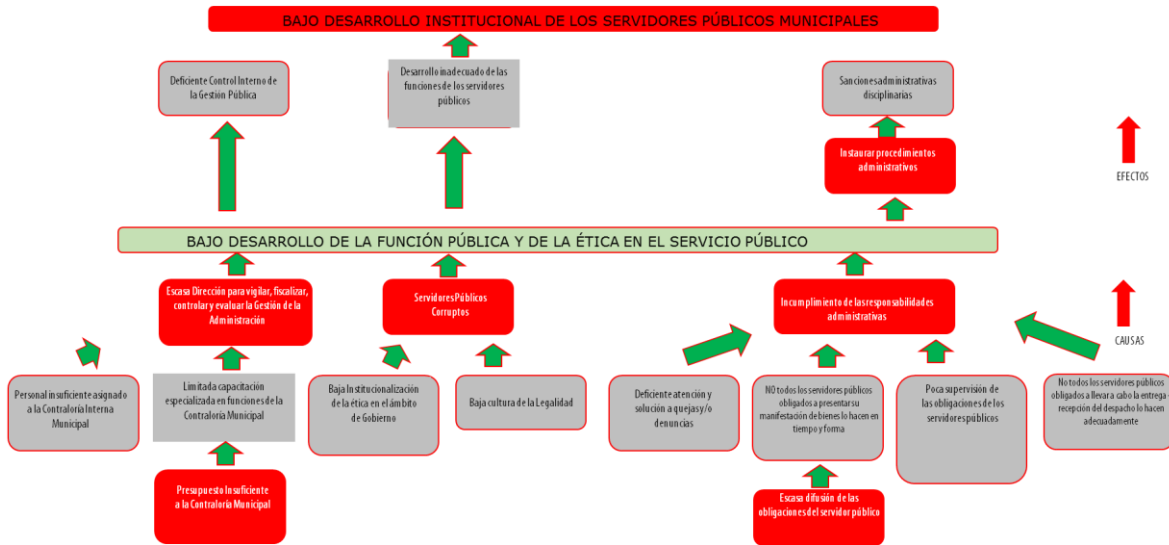 BAJO DESARROLLO INSTITUCIONAL DE LOS SERVIDORES PÚBLICOS MUNICIPALES
Deficiente Control Interno de
la Gestión Pública
Desarrollo inadecuado de las
funciones de los servidores
públicos
Sanciones administrativas
disciplinarias
Instaurar procedimientos
administrativos
EFECTOS
BAJO DESARROLLO DE LA FUNCIÓN PÚBLICA Y DE LA ÉTICA EN EL SERVICIO PÚBLICO
Escasa Dirección para vigilar, fiscalizar,
controlar y evaluar la Gestión de la
Administración
Servidores Públicos
Corruptos
Incumplimiento de las responsabilidades
administrativas
CAUSAS
Personal insuficiente asignado
a la Contraloría Interna
Municipal
Limitada capacitación
especializada en funciones de la
Contraloría Municipal
Baja Institucionalización
de la ética en el ámbito de
Gobierno
Baja cultura de la Legalidad
Deficiente atención y
solución a quejas y/o
denuncias
NO todos los servidores públicos
obligados a presentar su
manifestación de bienes lo hacen en
tiempo y forma
Poca supervisión de
las obligaciones de los
servidores públicos
No todos los servidores públicos
obligados a llevar a cabo la entrega -
recepción del despacho lo hacen
adecuadamente
Presupuesto Insuficiente
a la Contraloría Municipal
Escasa difusión de las
obligaciones del servidor público